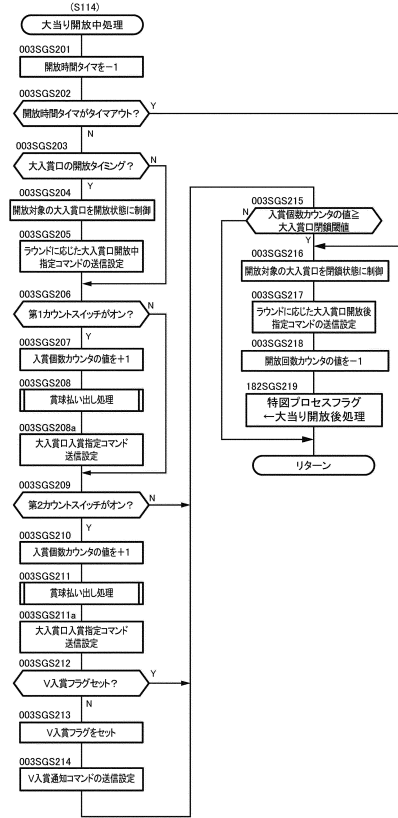 (S114)
大当り開放中処理
003SGS201
開放時間タイマを−1
003SGS202
開放時間タイマがタイマアウト？
Y
N
003SGS203
大入賞口の開放タイミング？
N
Y
003SGS204
開放対象の大入賞口を開放状態に制御
003SGS205
ラウンドに応じた大入賞口開放中
指定コマンドの送信設定
003SGS206
第1カウントスイッチがオン？
N
Y
003SGS207
入賞個数カウンタの値を+1
003SGS208
賞球払い出し処理
003SGS208a
大入賞口入賞指定コマンド
送信設定
003SGS209
第2カウントスイッチがオン？
N
Y
003SGS210
入賞個数カウンタの値を+1
003SGS211
賞球払い出し処理
003SGS211a
大入賞口入賞指定コマンド
送信設定
003SGS212
V入賞フラグセット？
Y
N
003SGS213
V入賞フラグをセット
003SGS214
V入賞通知コマンドの送信設定
003SGS215
入賞個数カウンタの値≧
大入賞口閉鎖閾値
N
Y
003SGS216
開放対象の大入賞口を閉鎖状態に制御
003SGS217
ラウンドに応じた大入賞口開放後
指定コマンドの送信設定
003SGS218
開放回数カウンタの値を−1
182SGS219
特図プロセスフラグ
←大当り開放後処理
リターン